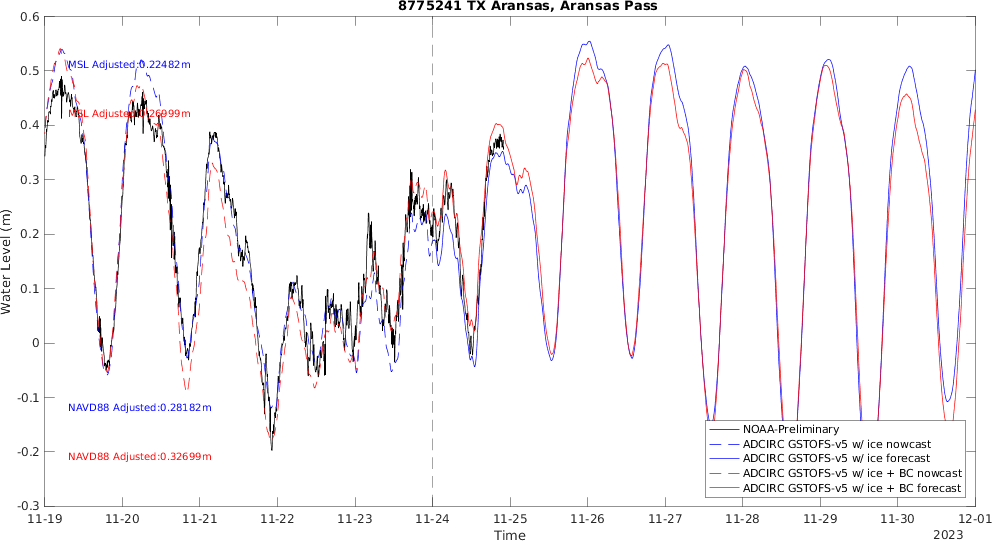 8775241 TX Aransas, Aransas Pass
0.6
0.5
0.4
0.3
0.2
0.1
0
-0.1
-0.2
-0.3
Water Level (m)
MSL Adjusted:0.22482m
MSL Adjusted:0.26999m
NAVD88 Adjusted:0.28182m
NAVD88 Adjusted:0.32699m
NOAA-Preliminary
ADCIRC GSTOFS-v5 w/ ice nowcast
ADCIRC GSTOFS-v5 w/ ice forecast
ADCIRC GSTOFS-v5 w/ ice + BC nowcast
ADCIRC GSTOFS-v5 w/ ice + BC forecast
11-19 11-20 11-21 11-22 11-23 11-24 11-25 11-26 11-27 11-28 11-29 11-30 12-01
Time
2023